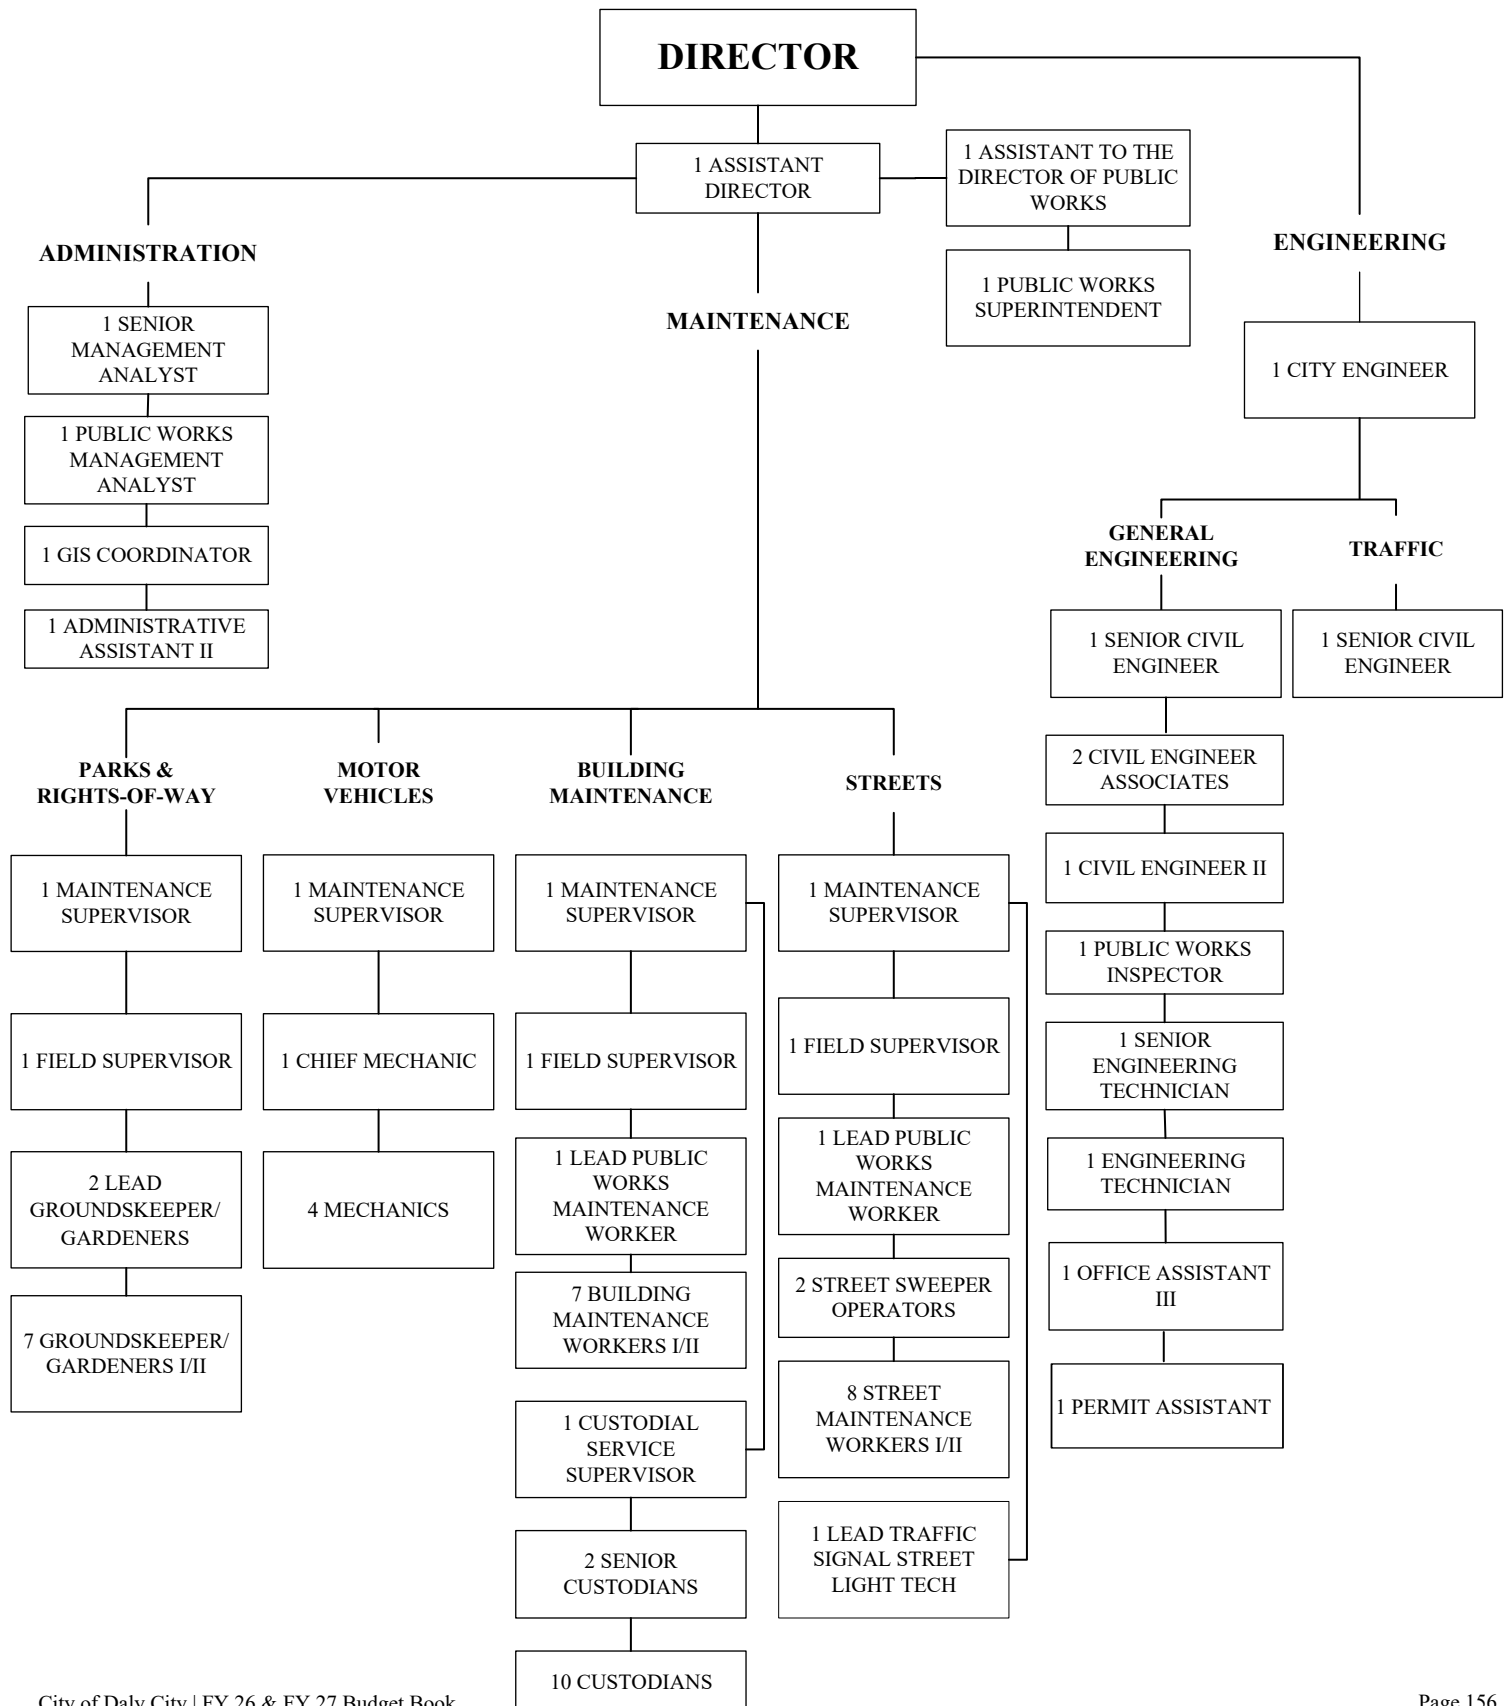 DIRECTOR
1 ASSISTANT
DIRECTOR
1 ASSISTANT TO THE
DIRECTOR OF PUBLIC
WORKS
1 PUBLIC WORKS
SUPERINTENDENT
ADMINISTRATION
1 SENIOR
MANAGEMENT
ANALYST
1 PUBLIC WORKS
MANAGEMENT
ANALYST
1 GIS COORDINATOR
1 ADMINISTRATIVE
ASSISTANT II
MAINTENANCE
PARKS &
RIGHTS-OF-WAY
1 MAINTENANCE
SUPERVISOR
1 FIELD SUPERVISOR
2 LEAD
GROUNDSKEEPER/
GARDENERS
7 GROUNDSKEEPER/
GARDENERS I/II
MOTOR
VEHICLES
1 MAINTENANCE
SUPERVISOR
1 CHIEF MECHANIC
4 MECHANICS
BUILDING
MAINTENANCE
1 MAINTENANCE
SUPERVISOR
1 FIELD SUPERVISOR
1 LEAD PUBLIC
WORKS
MAINTENANCE
WORKER
7 BUILDING
MAINTENANCE
WORKERS I/II
1 CUSTODIAL
SERVICE
SUPERVISOR
2 SENIOR
CUSTODIANS
10 CUSTODIANS
STREETS
1 MAINTENANCE
SUPERVISOR
1 FIELD SUPERVISOR
1 LEAD PUBLIC
WORKS
MAINTENANCE
WORKER
2 STREET SWEEPER
OPERATORS
8 STREET
MAINTENANCE
WORKERS I/II
1 LEAD TRAFFIC
SIGNAL STREET
LIGHT TECH
ENGINEERING
1 CITY ENGINEER
GENERAL
ENGINEERING
1 SENIOR CIVIL
ENGINEER
2 CIVIL ENGINEER
ASSOCIATES
1 CIVIL ENGINEER II
1 PUBLIC WORKS
INSPECTOR
1 SENIOR
ENGINEERING
TECHNICIAN
1 ENGINEERING
TECHNICIAN
1 OFFICE ASSISTANT
III
1 PERMIT ASSISTANT
TRAFFIC
1 SENIOR CIVIL
ENGINEER
City of Daly City | FY 26 & FY 27 Budget Book
Page 156